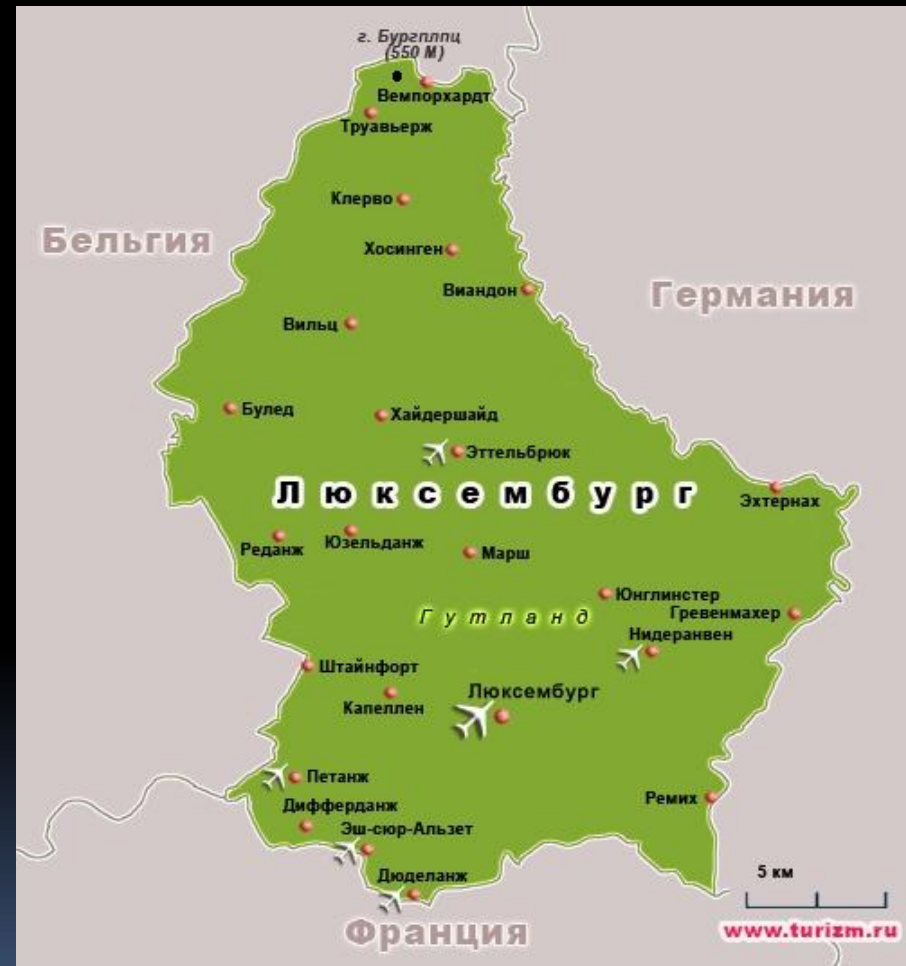 г. Бургплпц
(550 М)
Вемпорхардт
Труавьерж
Клерво
Бельгия
Хосинген
Виандон
Германия
Вильц
Булед
Хайдершайд
Эттельбрюк
Люксембург
Эхтернах
Реданж
Юзельданж
Марш
Юнглинстер
Гутланд
Гревенмахер
Нидеранвен
Штайнфорт
Капеллен
Люксембург
Петанж
Ремих
Дифферданж
Эш-сюр-Альзет
Дюделанж
5 км
Франция
www.turizm.ru